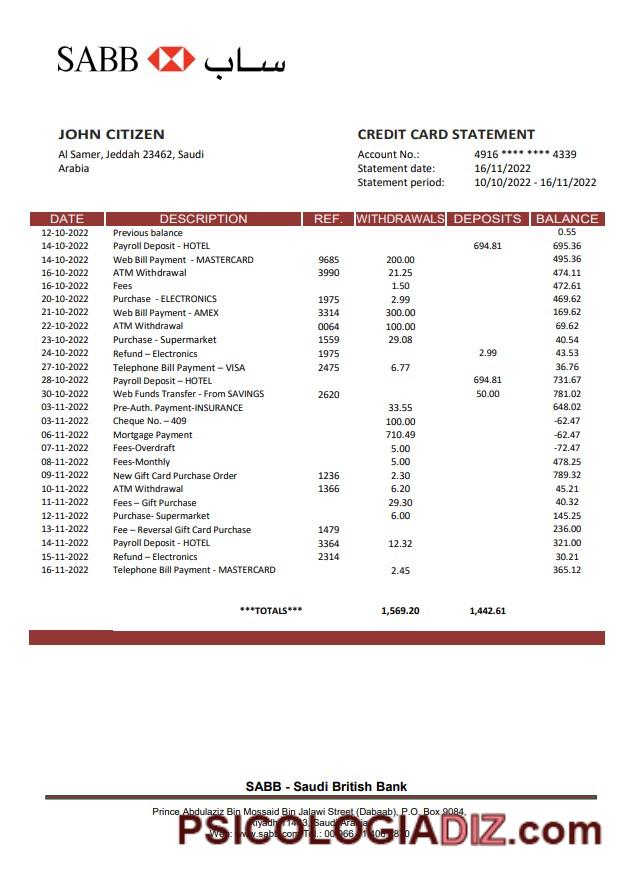 SABB ساب
JOHN CITIZEN
CREDIT CARD STATEMENT
Al Samer, Jeddah 23462, Saudi
Arabia
Account No.: 4916 **** **** 4339
Statement date: 16/11/2022
Statement period: 10/10/2022 - 16/11/2022
DATE DESCRIPTION REF. WITHDRAWALS DEPOSITS BALANCE
12-10-2022 Previous balance 0.55
14-10-2022 Payroll Deposit - HOTEL 694.81 695.36
14-10-2022 Web Bill Payment - MASTERCARD 9685 200.00 495.36
16-10-2022 ATM Withdrawal 3990 21.25 474.11
16-10-2022 Fees 1.50 472.61
20-10-2022 Purchase - ELECTRONICS 1975 2.99 469.62
21-10-2022 Web Bill Payment - AMEX 3314 300.00 169.62
22-10-2022 ATM Withdrawal 0064 100.00 69.62
23-10-2022 Purchase - Supermarket 1559 29.08 40.54
24-10-2022 Refund – Electronics 1975 2.99 43.53
27-10-2022 Telephone Bill Payment – VISA 2475 6.77 36.76
28-10-2022 Payroll Deposit – HOTEL 694.81 731.67
30-10-2022 Web Funds Transfer - From SAVINGS 2620 50.00 781.02
03-11-2022 Pre-Auth. Payment-INSURANCE 33.55 648.02
03-11-2022 Cheque No. – 409 100.00 -62.47
06-11-2022 Mortgage Payment 710.49 -62.47
07-11-2022 Fees-Overdraft 5.00 -72.47
08-11-2022 Fees-Monthly 5.00 478.25
09-11-2022 New Gift Card Purchase Order 1236 2.30 789.32
10-11-2022 ATM Withdrawal 1366 6.20 45.21
11-11-2022 Fees – Gift Purchase 29.30 40.32
12-11-2022 Purchase- Supermarket 6.00 145.25
13-11-2022 Fee – Reversal Gift Card Purchase 1479 236.00
14-11-2022 Payroll Deposit - HOTEL 3364 12.32 321.00
15-11-2022 Refund – Electronics 2314 30.21
16-11-2022 Telephone Bill Payment - MASTERCARD 2.45 365.12
***TOTALS*** 1,569.20 1,442.61
SABB - Saudi British Bank
Prince Abdulaziz Bin Mossaid Bin Jalawi Street (Dabaab), P.O. Box 9084,
PSICOLOGIADIZ.com